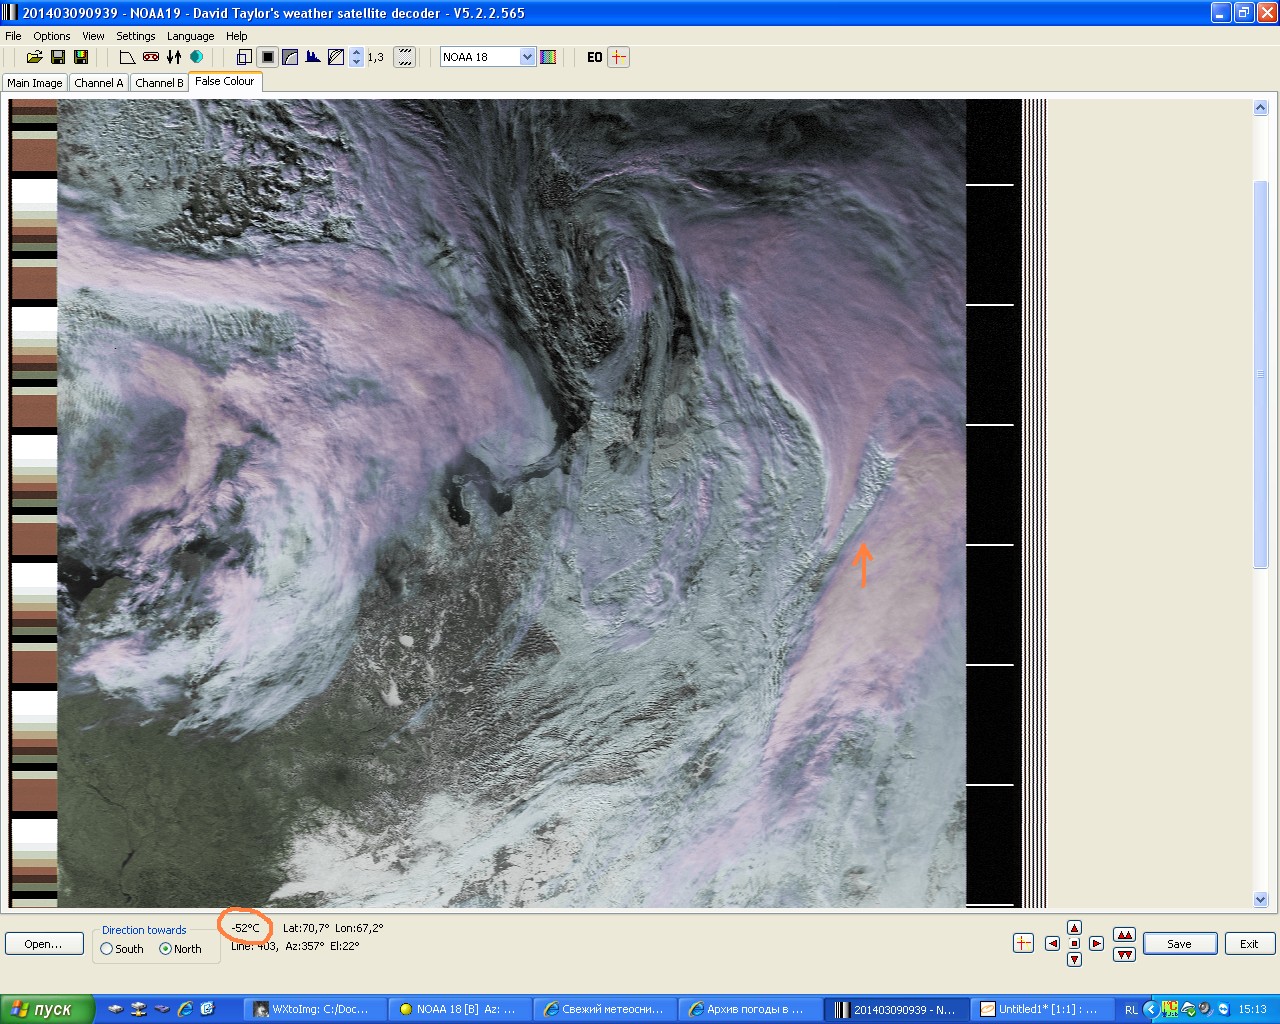 201403090939 - NOAA19 - David Taylor's weather satellite decoder - V5.2.2.565
File Options View Settings Language Help
1,3 NOAA 18 EO
Main Image Channel A Channel B False Colour
Open...
Direction towards
South North
-52°C Lat:70,7° Lon:67,2°
Line: 403, Az:357° El:22°
Save Exit
пуск WXtoImg: C:/Doc... NOAA 18 [B] Az: ... Свежий метеосни... Архив погоды в ... 201403090939 - N... Untitled1* [1:1] : ... RL 15:13